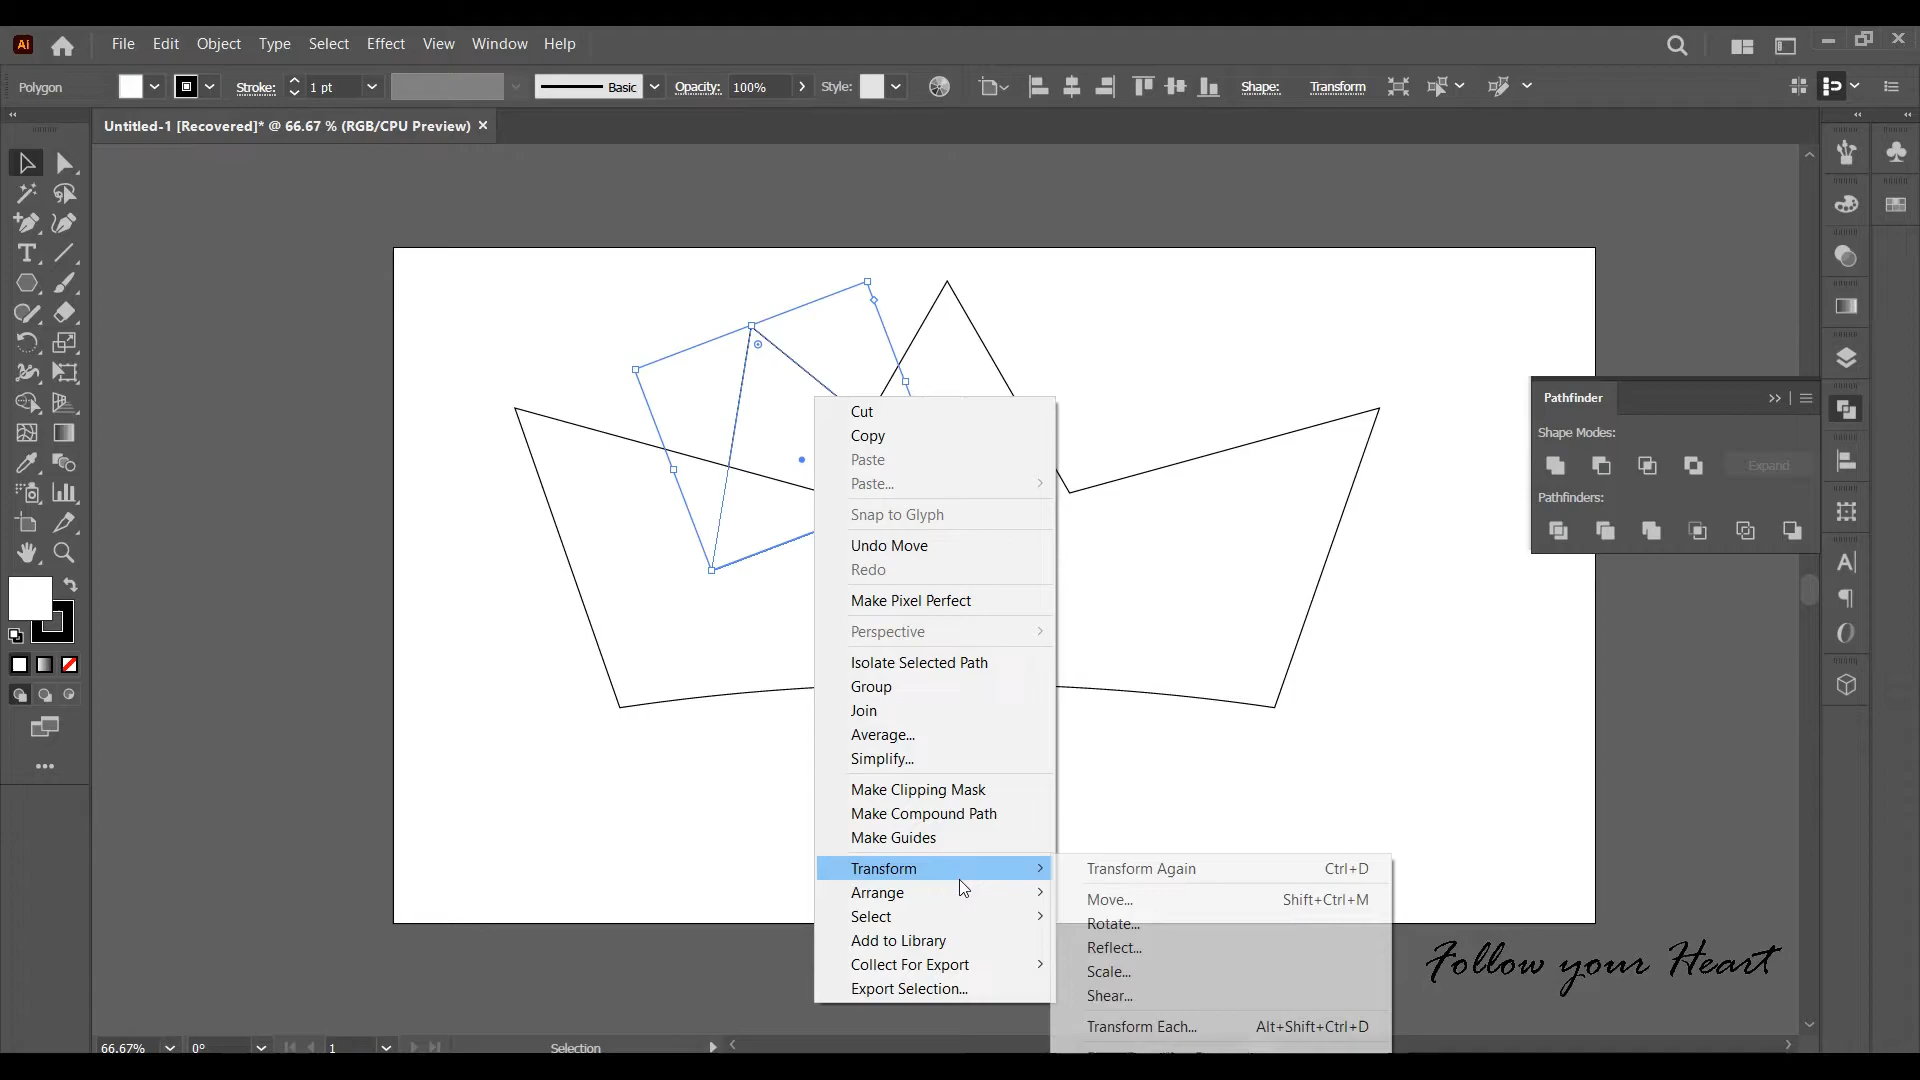 Ai File Edit Object Type Select Effect View Window Help
Polygon Stroke: 1 pt Basic Opacity: 100% Style: Shape: Transform
Untitled-1 [Recovered]* @ 66.67 % (RGB/CPU Preview)
Cut
Copy
Paste
Paste...
Snap to Glyph
Undo Move
Redo
Make Pixel Perfect
Perspective
Isolate Selected Path
Group
Join
Average...
Simplify...
Make Clipping Mask
Make Compound Path
Make Guides
Transform
Arrange
Select
Add to Library
Collect For Export
Export Selection...
Transform Again Ctrl+D
Move... Shift+Ctrl+M
Rotate...
Reflect...
Scale...
Shear...
Transform Each... Alt+Shift+Ctrl+D
Pathfinder
Shape Modes:
Expand
Pathfinders:
Follow your Heart
66.67% 0° 1 Selection